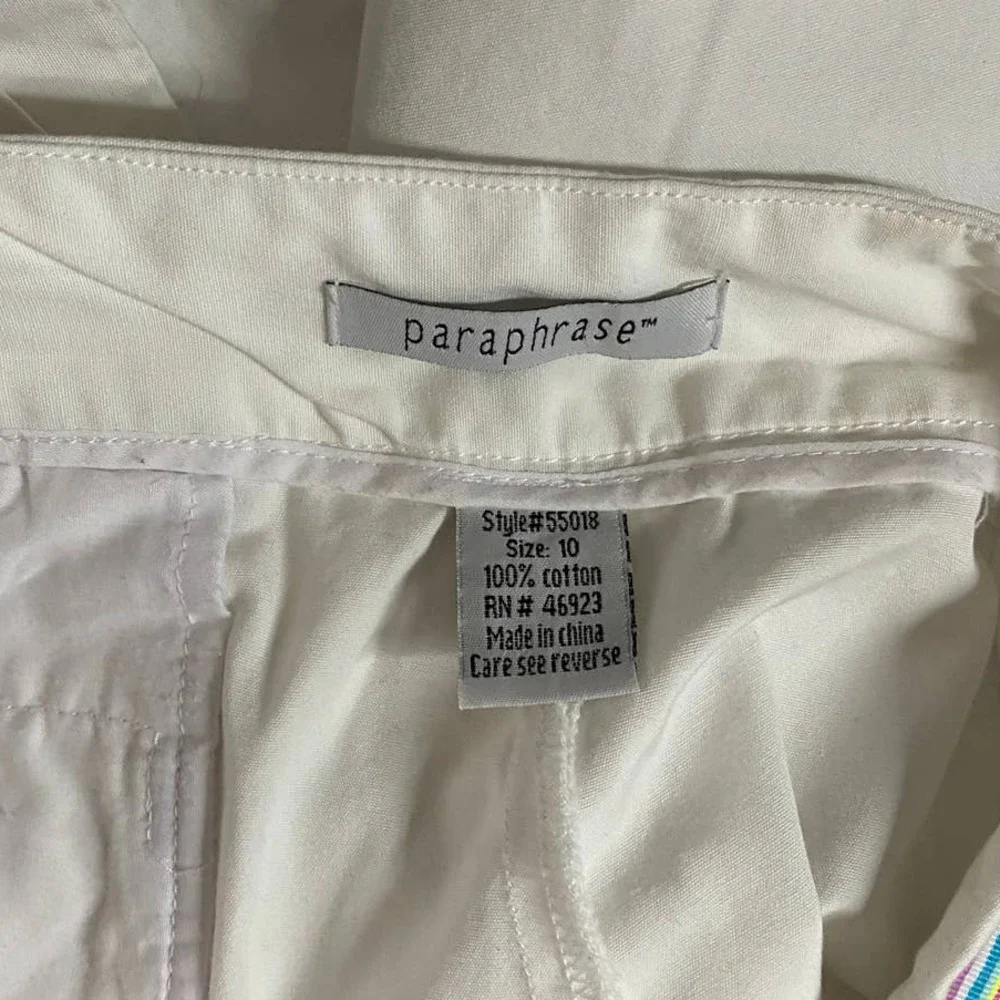 paraphrase™
Style#55018
Size: 10
100% cotton
RN# 46923
Made in china
Care see reverse